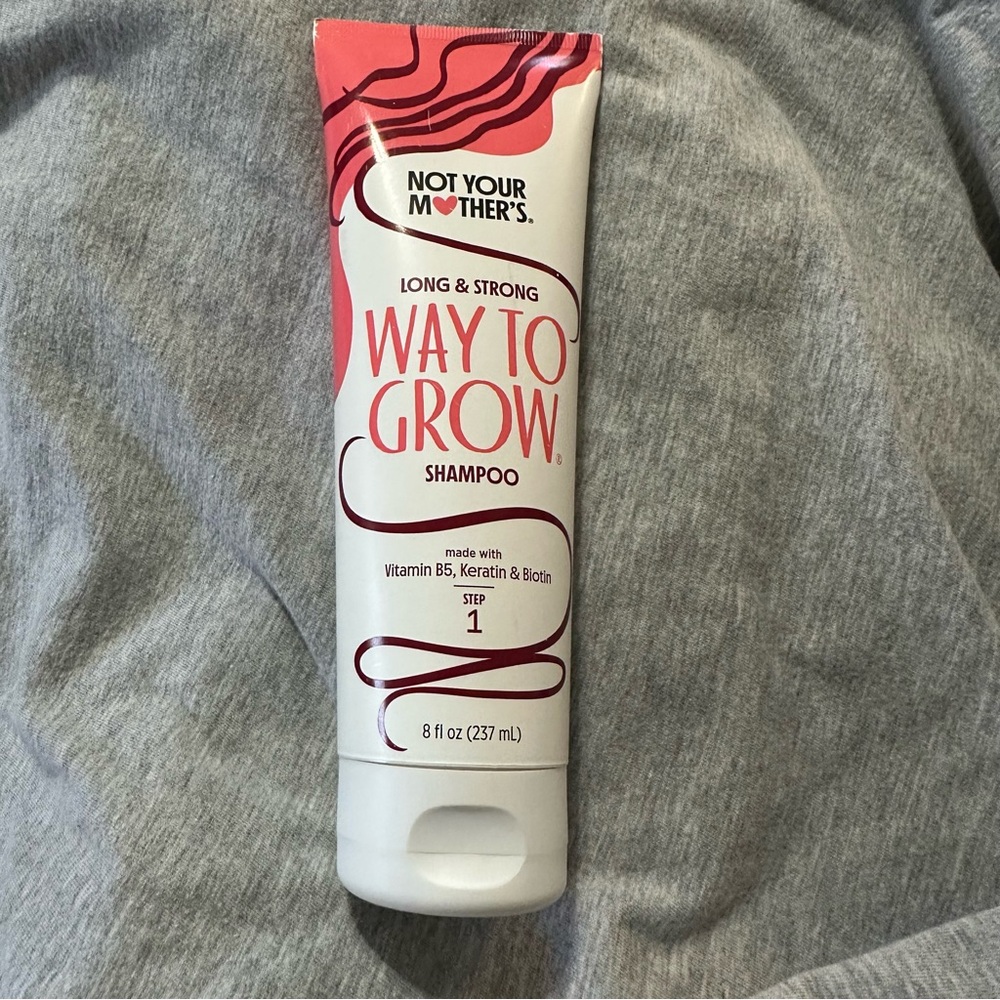 NOT YOUR
M❤THER'S®
LONG & STRONG
WAY TO
GROW®
SHAMPOO
made with
Vitamin B5, Keratin & Biotin
STEP
1
8 fl oz (237 mL)